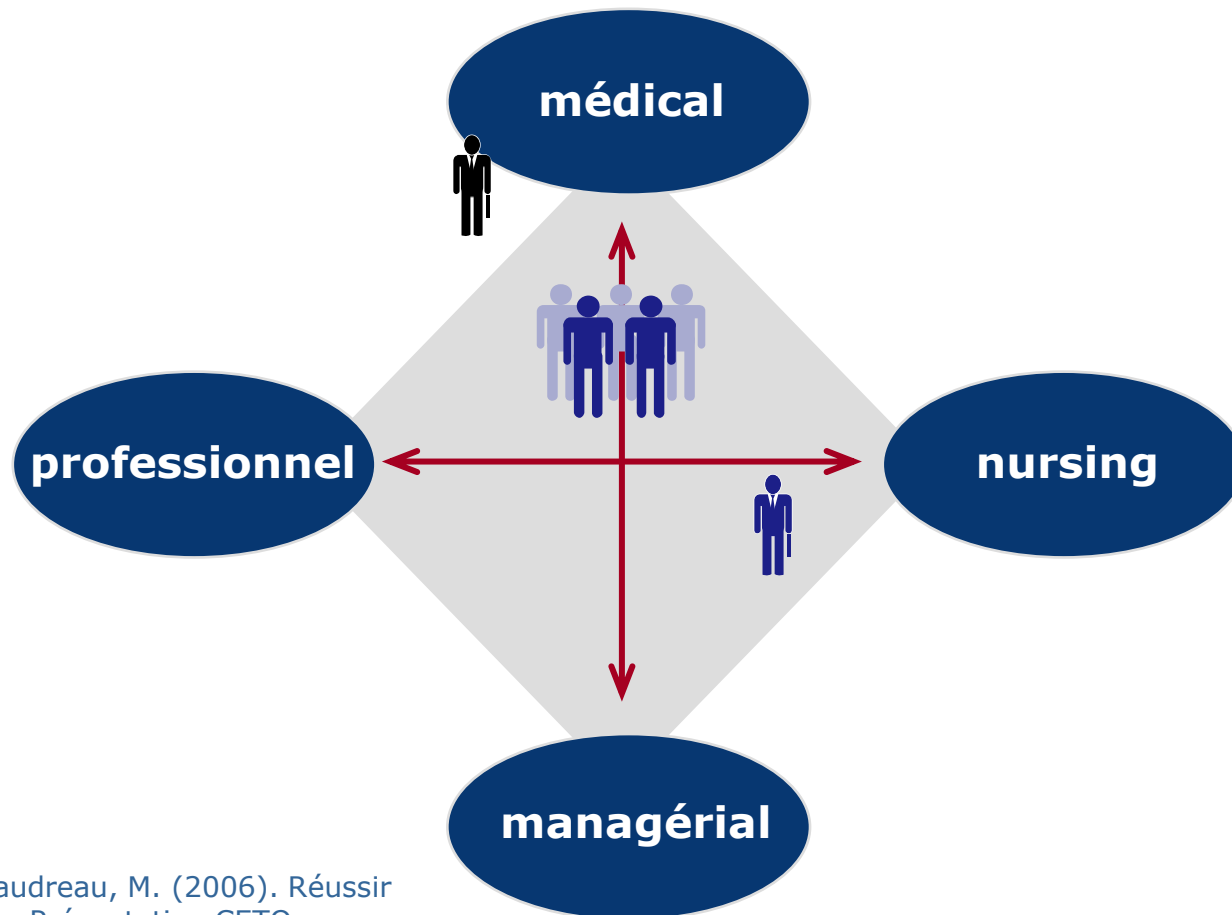 médical
professionnel
nursing
managérial
audreau, M. (2006). Réussir